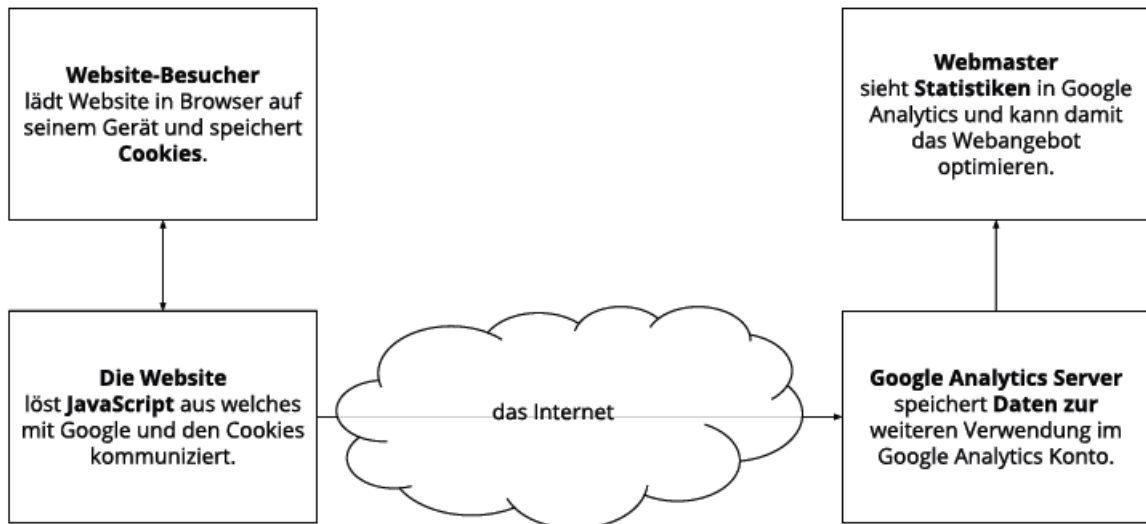 Website-Besucher
lädt Website in Browser auf
seinem Gerät und speichert
Cookies.
Webmaster
sieht Statistiken in Google
Analytics und kann damit
das Webangebot
optimieren.
Die Website
löst JavaScript aus welches
mit Google und den Cookies
kommuniziert.
das Internet
Google Analytics Server
speichert Daten zur
weiteren Verwendung im
Google Analytics Konto.